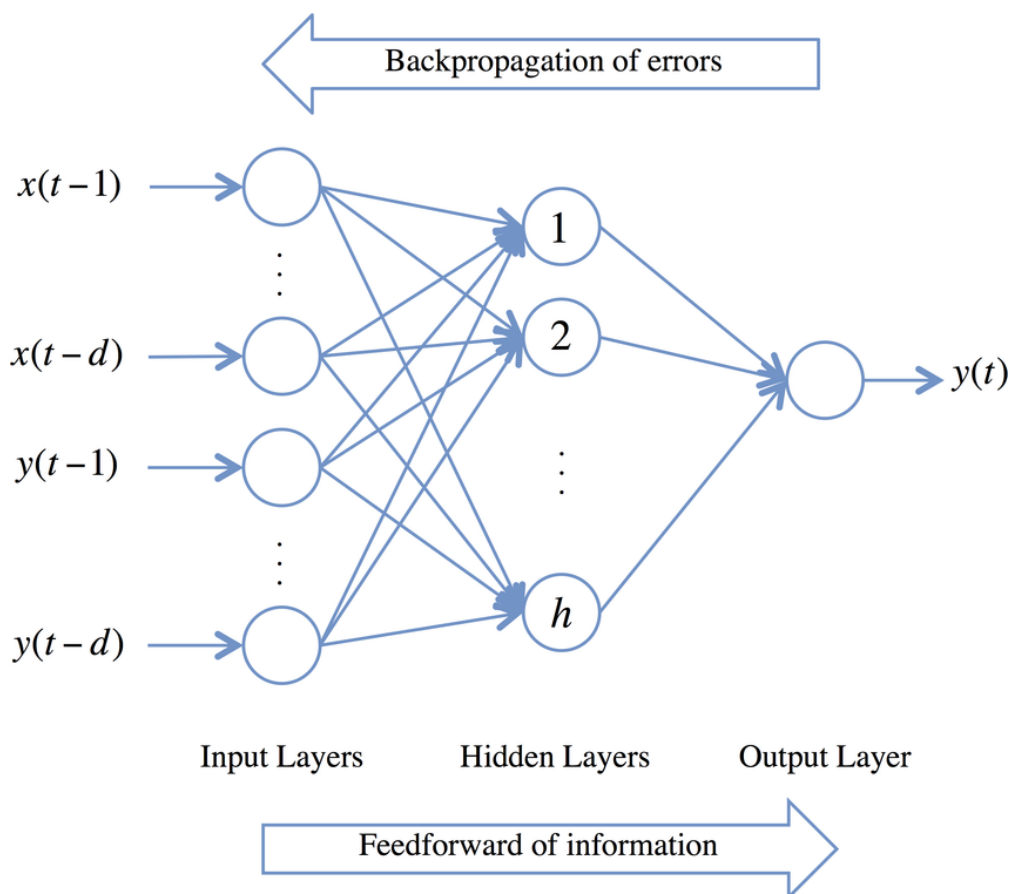 Backpropagation of errors
x(t−1)
⋮
x(t−d)
y(t−1)
⋮
y(t−d)
1
2
⋮
h
y(t)
Input Layers
Hidden Layers
Output Layer
Feedforward of information